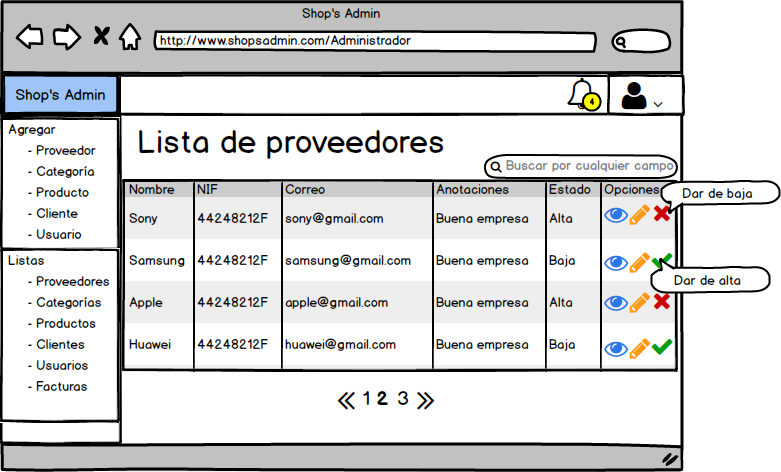 Shop's Admin
http://www.shopsadmin.com/Administrador
Shop's Admin
4
Agregar
- Proveedor
- Categoría
- Producto
- Cliente
- Usuario
Listas
- Proveedores
- Categorías
- Productos
- Clientes
- Usuarios
- Facturas
Lista de proveedores
Buscar por cualquier campo
Nombre NIF Correo Anotaciones Estado Opciones
Sony 44248212F sony@gmail.com Buena empresa Alta
Samsung 44248212F samsung@gmail.com Buena empresa Baja
Apple 44248212F apple@gmail.com Buena empresa Alta
Huawei 44248212F huawei@gmail.com Buena empresa Baja
Dar de baja
Dar de alta
1 2 3